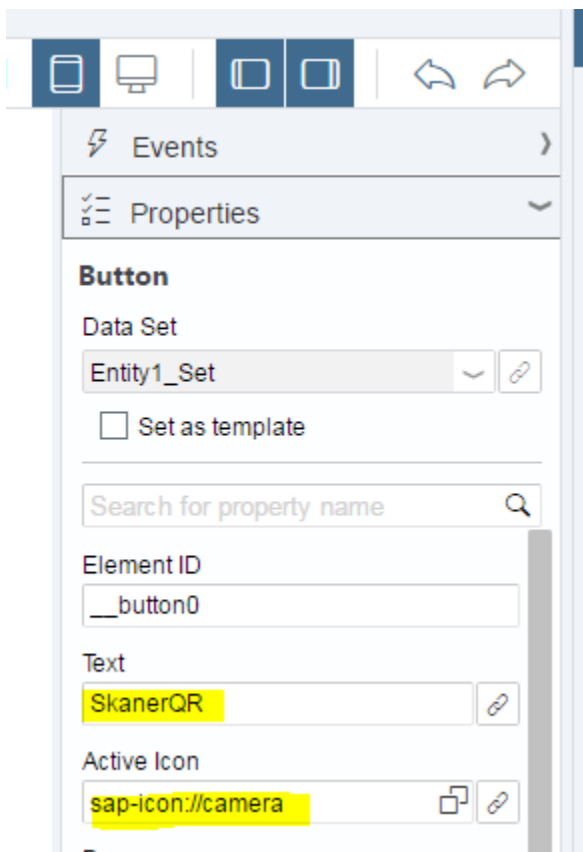 Events
Properties
Button
Data Set
Entity1_Set
Set as template
Search for property name
Element ID
__button0
Text
SkanerQR
Active Icon
sap-icon://camera